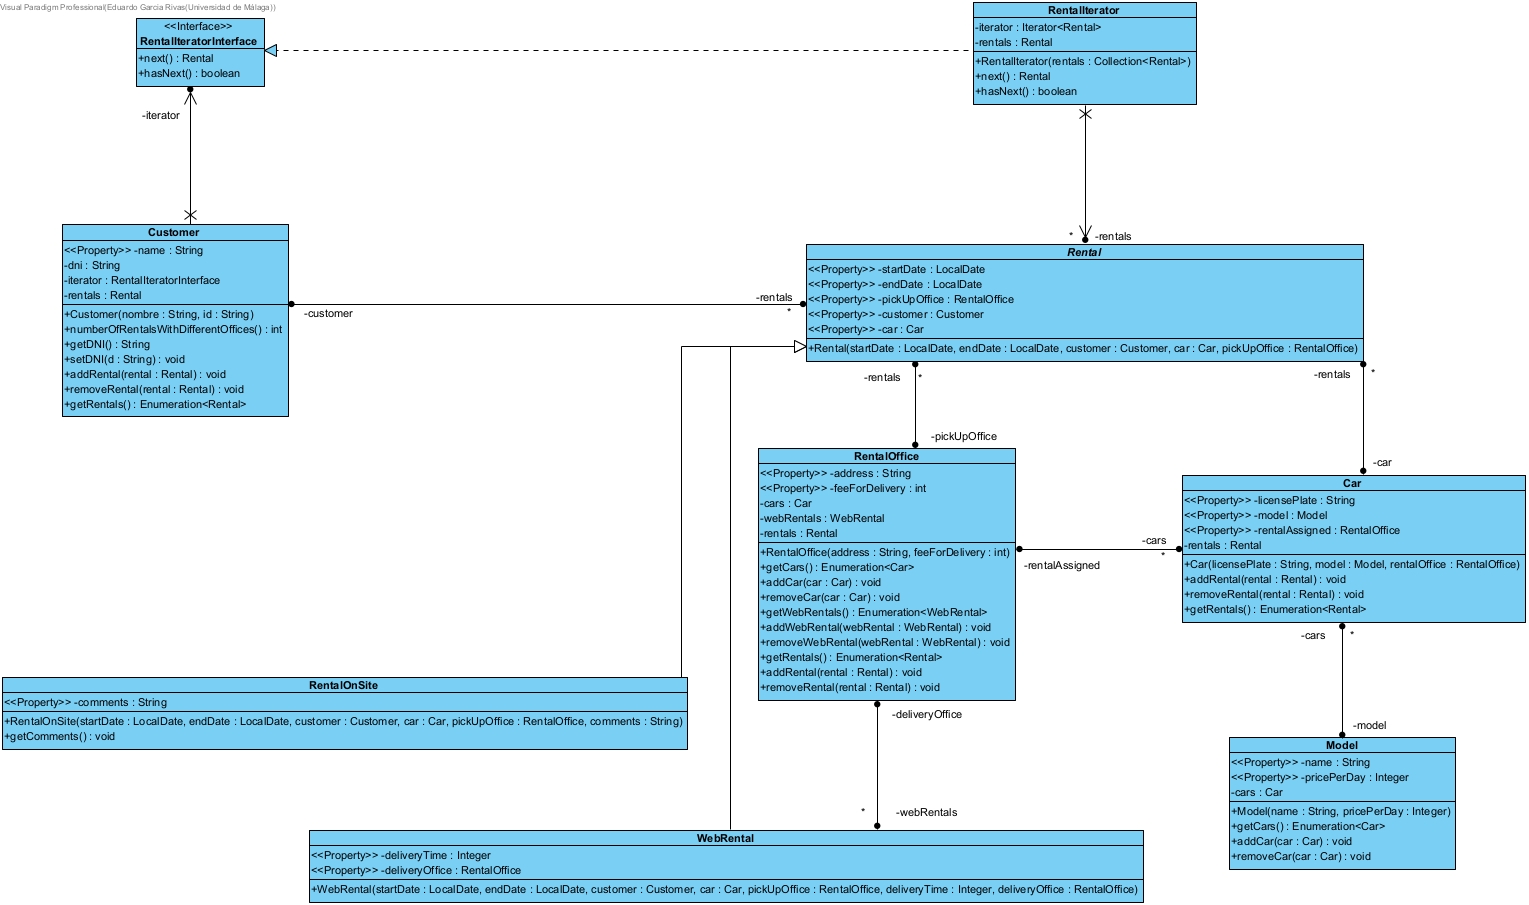 Visual Paradigm Professional(Eduardo Garcia Rivas(Universidad de Málaga))
<<Interface>>
RentalIteratorInterface
+next() : Rental
+hasNext() : boolean
-iterator
RentalIterator
-iterator : Iterator<Rental>
-rentals : Rental
+RentalIterator(rentals : Collection<Rental>)
+next() : Rental
+hasNext() : boolean
* -rentals
Customer
<<Property>> -name : String
-dni : String
-iterator : RentalIteratorInterface
-rentals : Rental
+Customer(nombre : String, id : String)
+numberOfRentalsWithDifferentOffices() : int
+getDNI() : String
+setDNI(d : String) : void
+addRental(rental : Rental) : void
+removeRental(rental : Rental) : void
+getRentals() : Enumeration<Rental>
-customer
-rentals
*
Rental
<<Property>> -startDate : LocalDate
<<Property>> -endDate : LocalDate
<<Property>> -pickUpOffice : RentalOffice
<<Property>> -customer : Customer
<<Property>> -car : Car
+Rental(startDate : LocalDate, endDate : LocalDate, customer : Customer, car : Car, pickUpOffice : RentalOffice)
-rentals *
-pickUpOffice
-rentals *
-car
RentalOffice
<<Property>> -address : String
<<Property>> -feeForDelivery : int
-cars : Car
-webRentals : WebRental
-rentals : Rental
+RentalOffice(address : String, feeForDelivery : int)
+getCars() : Enumeration<Car>
+addCar(car : Car) : void
+removeCar(car : Car) : void
+getWebRentals() : Enumeration<WebRental>
+addWebRental(webRental : WebRental) : void
+removeWebRental(webRental : WebRental) : void
+getRentals() : Enumeration<Rental>
+addRental(rental : Rental) : void
+removeRental(rental : Rental) : void
-cars
*
-rentalAssigned
Car
<<Property>> -licensePlate : String
<<Property>> -model : Model
<<Property>> -rentalAssigned : RentalOffice
-rentals : Rental
+Car(licensePlate : String, model : Model, rentalOffice : RentalOffice)
+addRental(rental : Rental) : void
+removeRental(rental : Rental) : void
+getRentals() : Enumeration<Rental>
-cars *
-model
RentalOnSite
<<Property>> -comments : String
+RentalOnSite(startDate : LocalDate, endDate : LocalDate, customer : Customer, car : Car, pickUpOffice : RentalOffice, comments : String)
+getComments() : void
-deliveryOffice
* -webRentals
Model
<<Property>> -name : String
<<Property>> -pricePerDay : Integer
-cars : Car
+Model(name : String, pricePerDay : Integer)
+getCars() : Enumeration<Car>
+addCar(car : Car) : void
+removeCar(car : Car) : void
WebRental
<<Property>> -deliveryTime : Integer
<<Property>> -deliveryOffice : RentalOffice
+WebRental(startDate : LocalDate, endDate : LocalDate, customer : Customer, car : Car, pickUpOffice : RentalOffice, deliveryTime : Integer, deliveryOffice : RentalOffice)